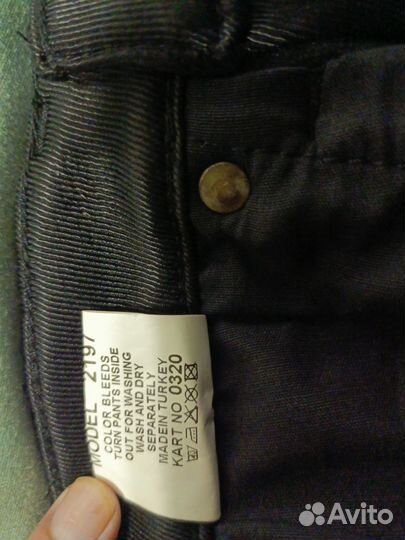 MODEL 2197
COLOR BLEEDS
TURN PANTS INSIDE
OUT FOR WASHING
WASH AND DRY
SEPARATELY
MADEIN TURKEY
KART NO 0320
Avito